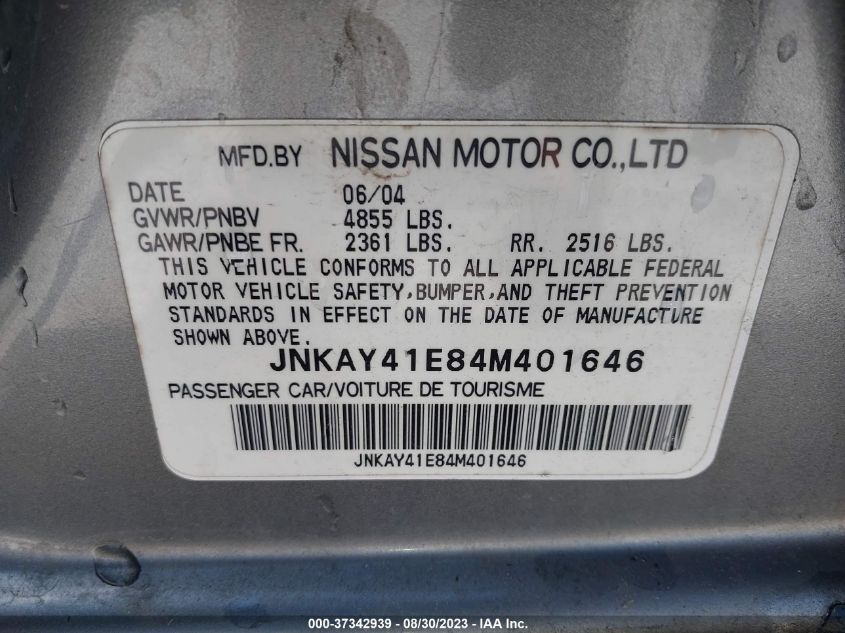 MFD.BY NISSAN MOTOR CO.,LTD
DATE 06/04
GVWR/PNBV 4855 LBS.
GAWR/PNBE FR. 2361 LBS. RR. 2516 LBS.
THIS VEHICLE CONFORMS TO ALL APPLICABLE FEDERAL
MOTOR VEHICLE SAFETY,BUMPER,AND THEFT PREVENTION
STANDARDS IN EFFECT ON THE DATE OF MANUFACTURE
SHOWN ABOVE.
JNKAY41E84M401646
PASSENGER CAR/VOITURE DE TOURISME
JNKAY41E84M401646
000-37342939 - 08/30/2023 - © IAA, Inc.